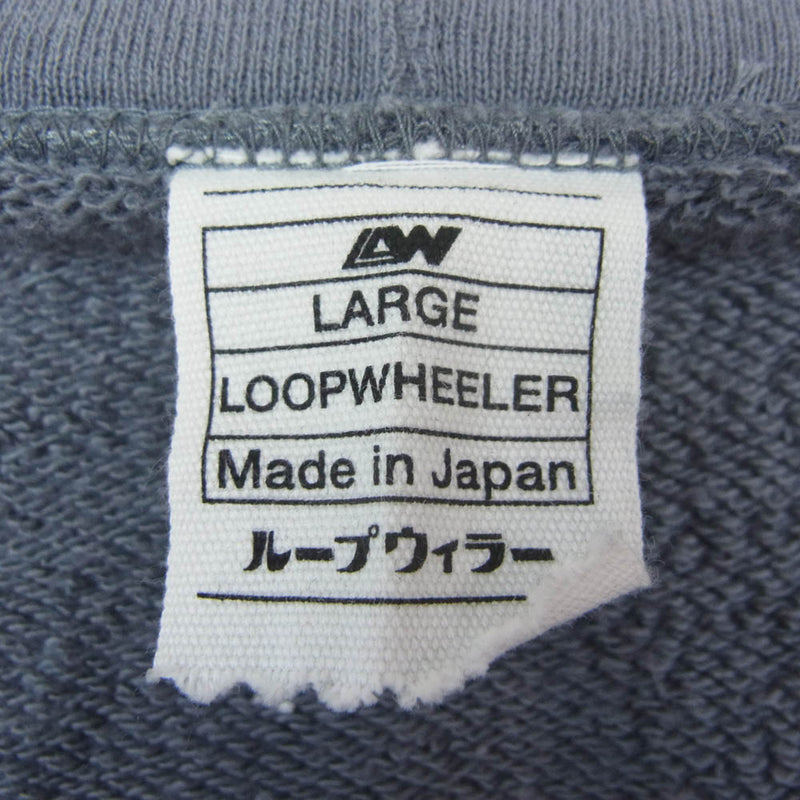 LW
LARGE
LOOPWHEELER
Made in Japan
ループウィラー